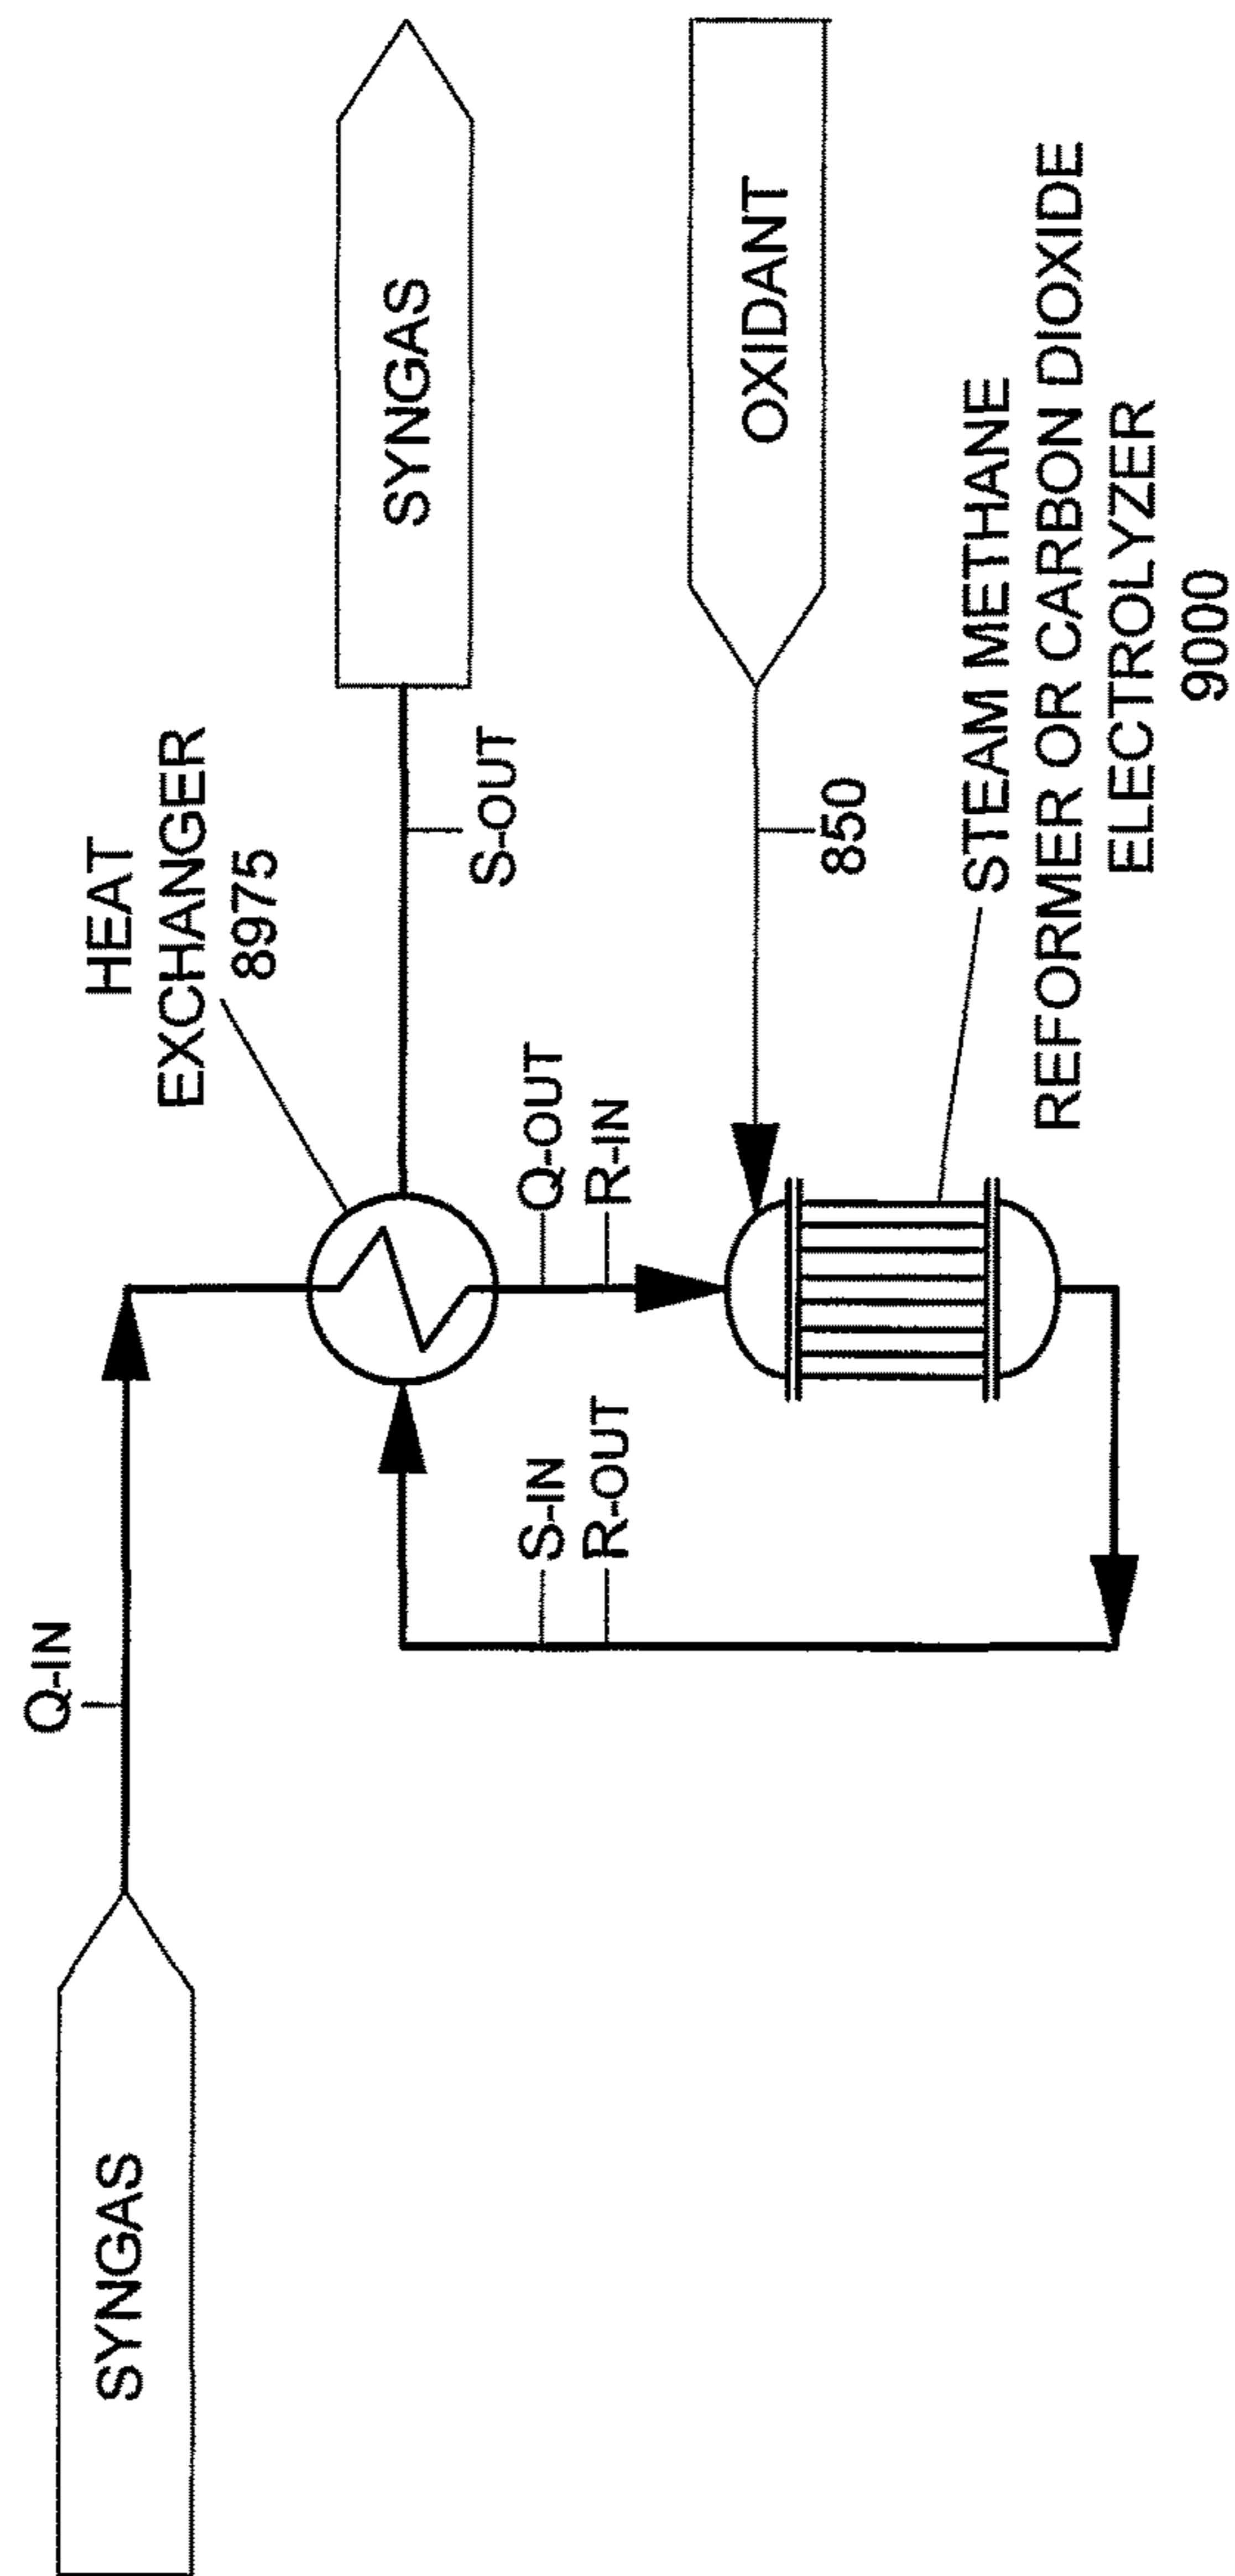 SYNGAS
Q-IN
HEAT
EXCHANGER
8975
SYNGAS
S-OUT
Q-OUT
R-IN
S-IN
R-OUT
OXIDANT
850
STEAM METHANE
REFORMER OR CARBON DIOXIDE
ELECTROLYZER
9000